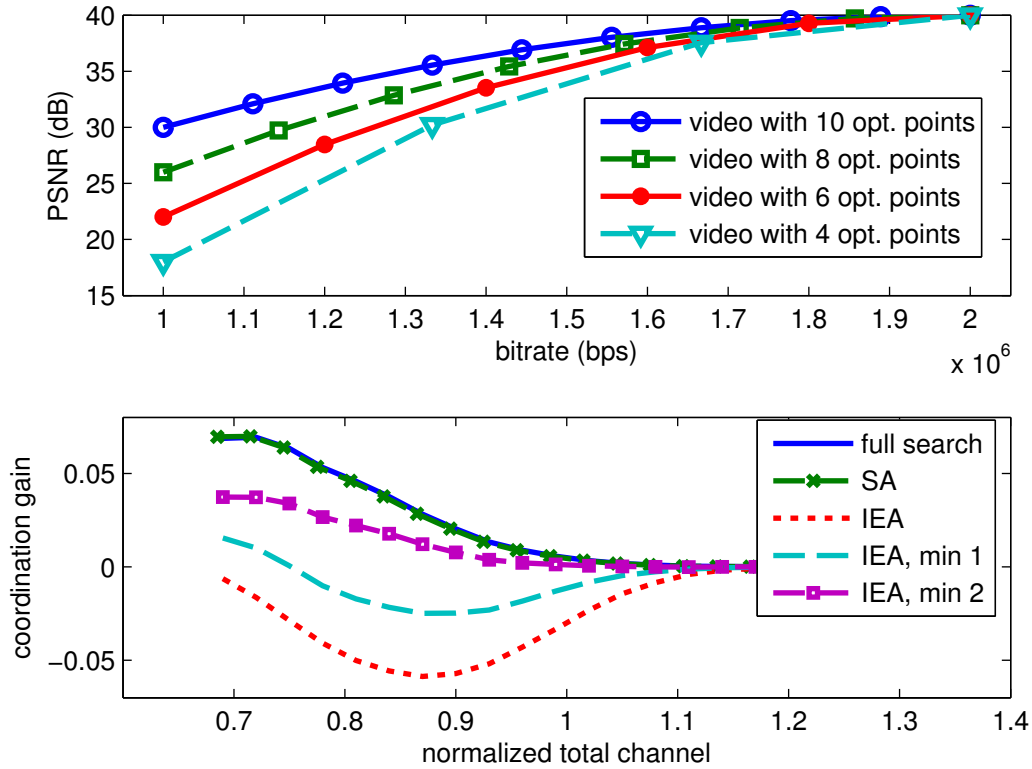 40
35
30
25
20
15
PSNR (dB)
video with 10 opt. points
video with 8 opt. points
video with 6 opt. points
video with 4 opt. points
1 1.1 1.2 1.3 1.4 1.5 1.6 1.7 1.8 1.9 2
bitrate (bps)
x 10^6
0.05
0
−0.05
coordination gain
full search
SA
IEA
IEA, min 1
IEA, min 2
0.7 0.8 0.9 1 1.1 1.2 1.3 1.4
normalized total channel